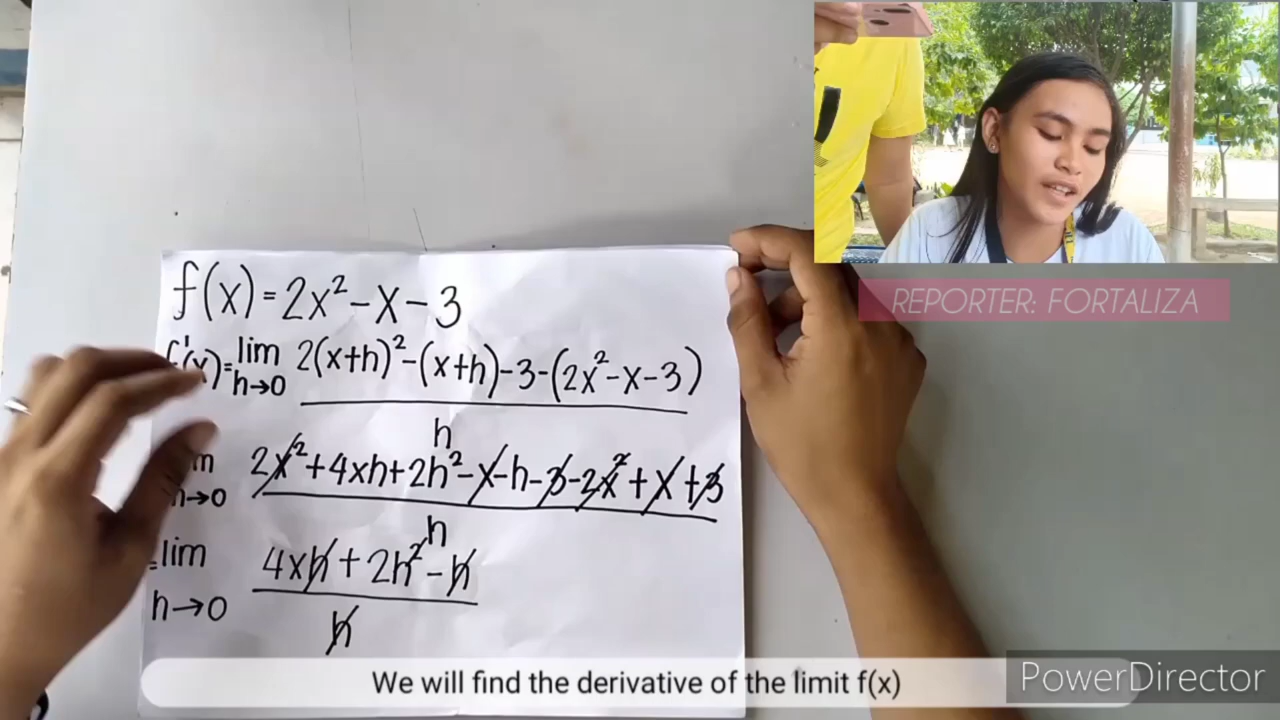 REPORTER: FORTALIZA
f(x)=2x²-x-3
f'(x)=lim h→0 2(x+h)²-(x+h)-3-(2x²-x-3)
h
lim h→0 2x²+4xh+2h²-x-h-3-2x²+x+3
h
=lim h→0 4xh+2h²-h
h
We will find the derivative of the limit f(x)
PowerDirector